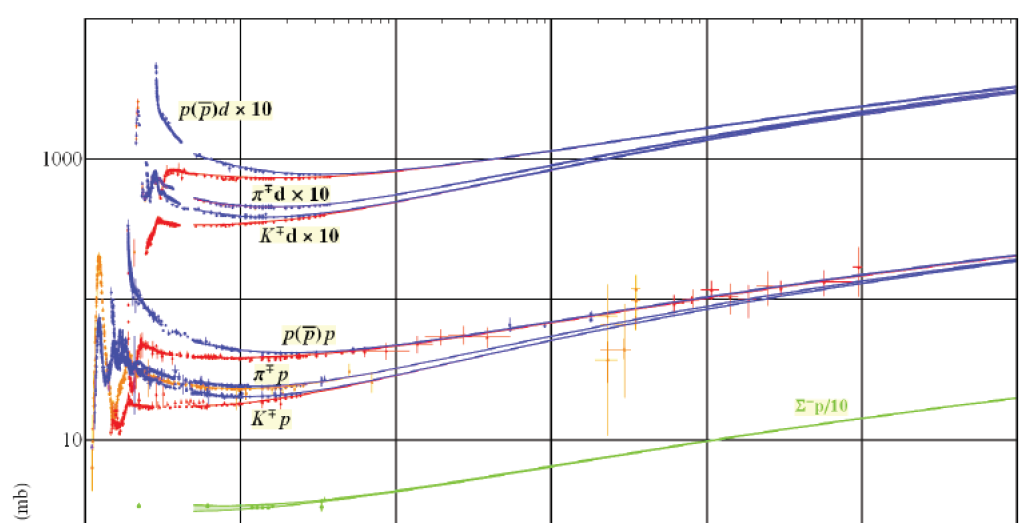 p(p̅)d × 10
1000
π∓d × 10
K∓d × 10
p(p̅)p
π∓p
K∓p
Σ⁻p/10
10
(mb)